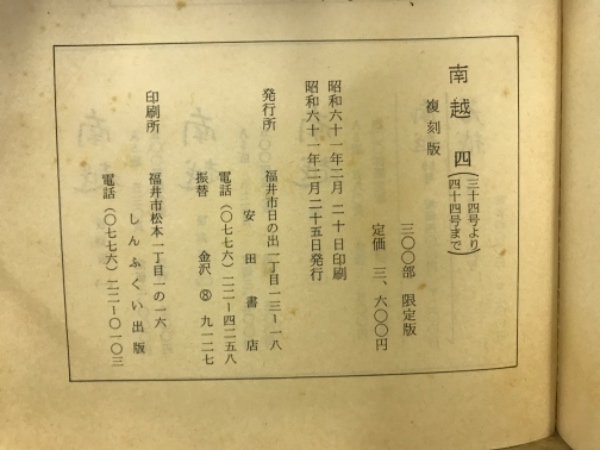 南越 四(三十四号より
四十四号まで)
復刻版
三〇〇部 限定版
定価 三、六〇〇円
昭和六十一年二月 二十日印刷
昭和六十一年二月二十五日発行
発行所 福井市日の出二丁目一三ー一八
安田書店
電話(〇七七六)二二ー四二五八
振替 金沢 ⑧ 九一二七
印刷所 福井市松本一丁目一の一六
しんふくい出版
電話(〇七七六)二二ー〇一〇三